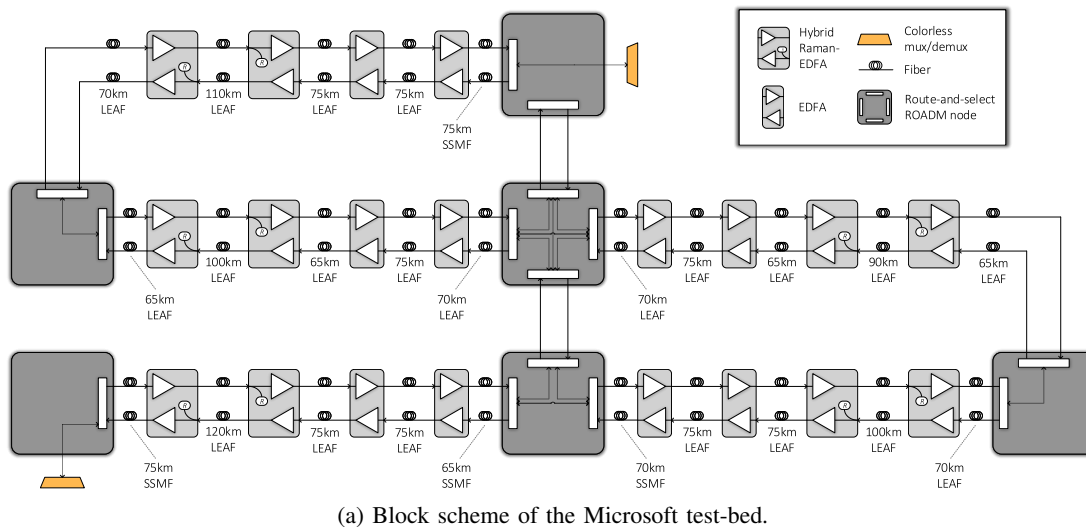 Hybrid
Raman-
EDFA
Colorless
mux/demux
Fiber
EDFA
Route-and-select
ROADM node
R
R
70km
LEAF
110km
LEAF
75km
LEAF
75km
LEAF
75km
SSMF
R
R
R
R
R
65km
LEAF
100km
LEAF
65km
LEAF
75km
LEAF
70km
LEAF
70km
LEAF
75km
LEAF
65km
LEAF
90km
LEAF
65km
LEAF
R
R
R
R
75km
SSMF
120km
LEAF
75km
LEAF
75km
LEAF
65km
SSMF
70km
SSMF
75km
LEAF
75km
LEAF
100km
LEAF
70km
LEAF
(a) Block scheme of the Microsoft test-bed.